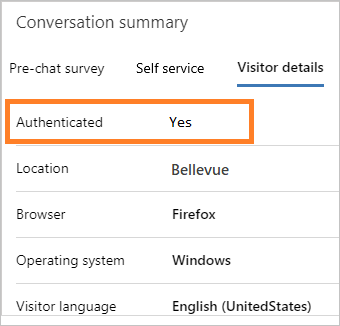 Conversation summary
Pre-chat survey Self service Visitor details
Authenticated Yes
Location Bellevue
Browser Firefox
Operating system Windows
Visitor language English (UnitedStates)